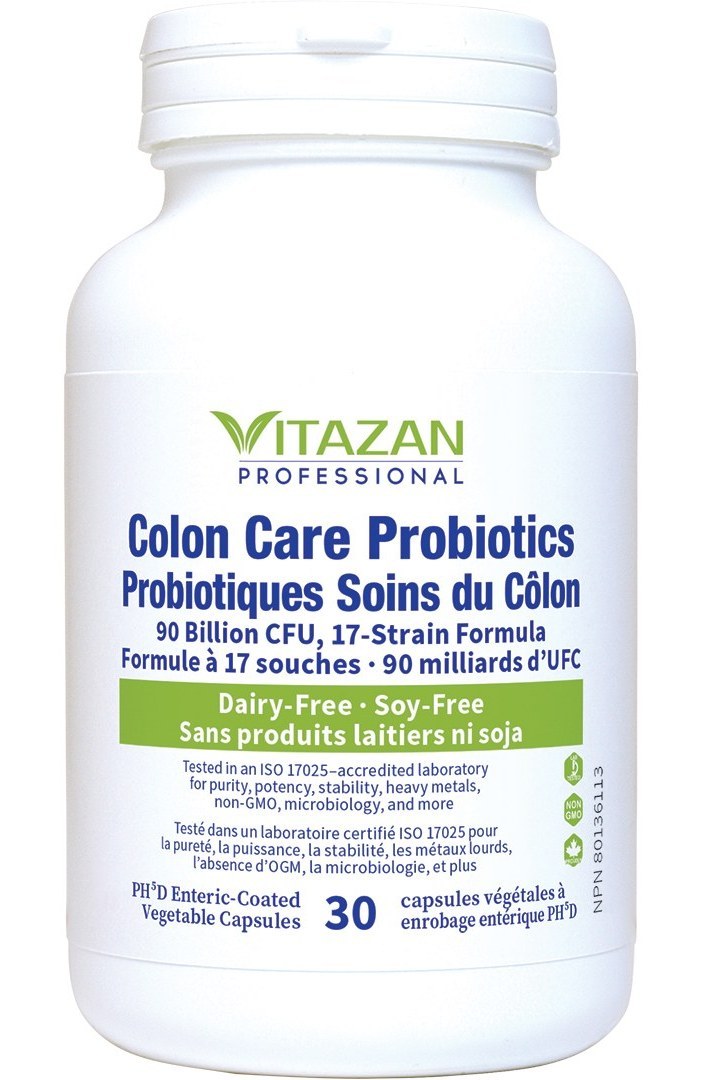 VITAZAN
PROFESSIONAL
Colon Care Probiotics
Probiotiques Soins du Côlon
90 Billion CFU, 17-Strain Formula
Formule à 17 souches · 90 milliards d’UFC
Dairy-Free · Soy-Free
Sans produits laitiers ni soja
Tested in an ISO 17025–accredited laboratory
for purity, potency, stability, heavy metals,
non-GMO, microbiology, and more
Testé dans un laboratoire certifié ISO 17025 pour
la pureté, la puissance, la stabilité, les métaux lourds,
l’absence d’OGM, la microbiologie, et plus
PH⁵D Enteric-Coated
Vegetable Capsules
30
capsules végétales à
enrobage entérique PH⁵D
NON
GMO
NPN 80136113